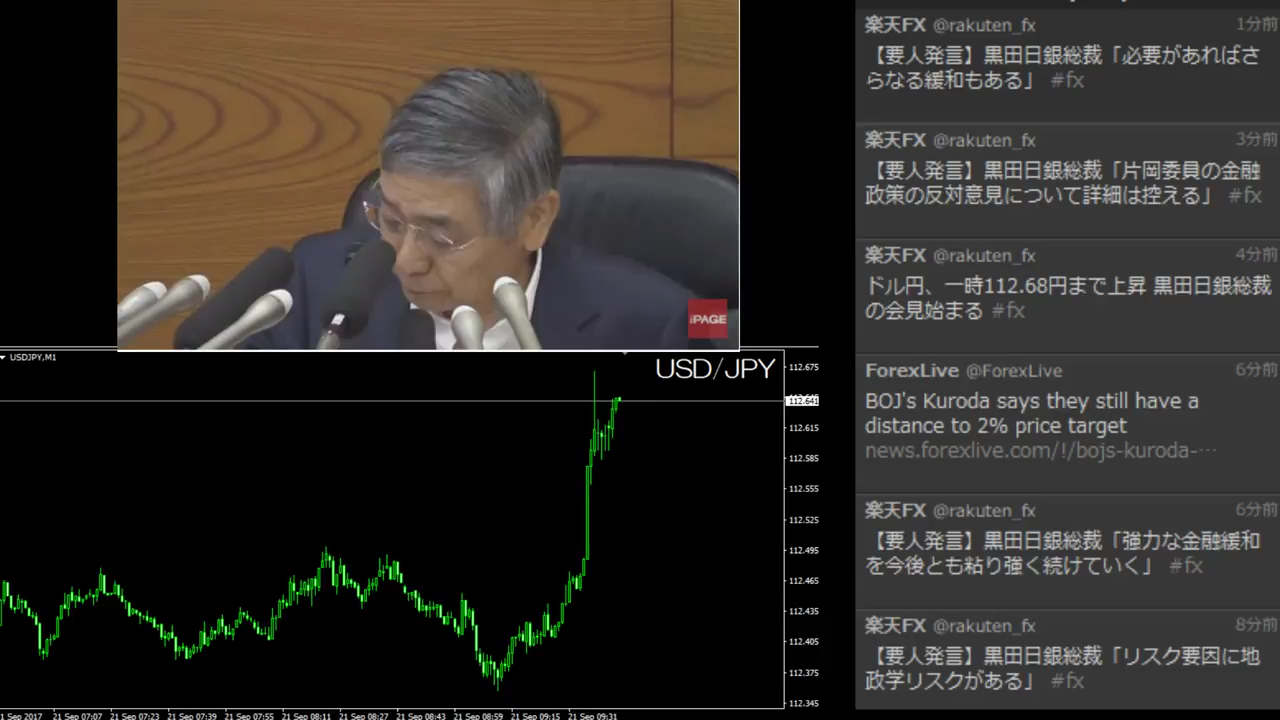 iPAGE
USDJPY,M1
USD/JPY
112.675
112.641
112.615
112.585
112.555
112.525
112.495
112.465
112.435
112.405
112.375
112.345
21 Sep 2017
21 Sep 07:07
21 Sep 07:23
21 Sep 07:39
21 Sep 07:55
21 Sep 08:11
21 Sep 08:27
21 Sep 08:43
21 Sep 08:59
21 Sep 09:15
21 Sep 09:31
楽天FX @rakuten_fx 1分前
【要人発言】黒田日銀総裁「必要があればさ
らなる緩和もある」 #fx
楽天FX @rakuten_fx 3分前
【要人発言】黒田日銀総裁「片岡委員の金融
政策の反対意見について詳細は控える」 #fx
楽天FX @rakuten_fx 4分前
ドル円、一時112.68円まで上昇 黒田日銀総裁
の会見始まる #fx
ForexLive @ForexLive 6分前
BOJ's Kuroda says they still have a
distance to 2% price target
news.forexlive.com/!/bojs-kuroda-…
楽天FX @rakuten_fx 6分前
【要人発言】黒田日銀総裁「強力な金融緩和
を今後とも粘り強く続けていく」 #fx
楽天FX @rakuten_fx 8分前
【要人発言】黒田日銀総裁「リスク要因に地
政学リスクがある」 #fx